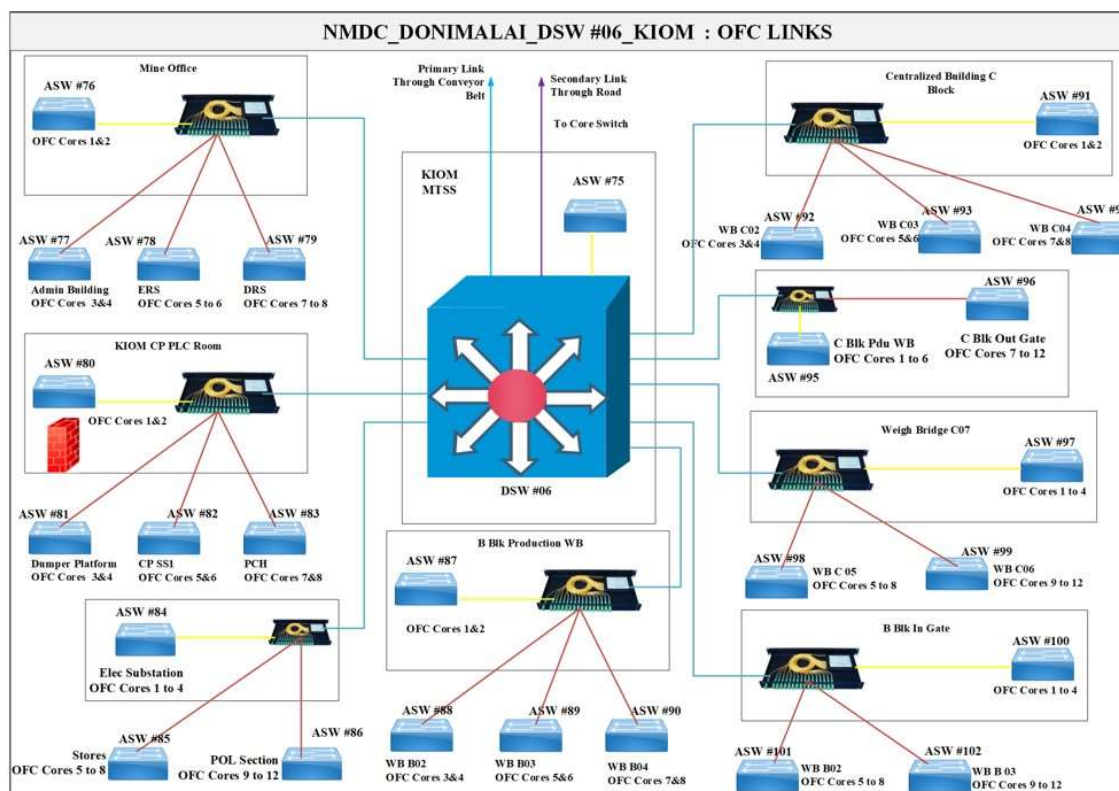 NMDC_DONIMALAI_DSW #06_KIOM : OFC LINKS
Mine Office
ASW #76
OFC Cores 1&2
ASW #77
Admin Building
OFC Cores 3&4
ASW #78
ERS
OFC Cores 5 to 6
ASW #79
DRS
OFC Cores 7 to 8
Primary Link
Through Conveyor
Belt
Secondary Link
Through Road
To Core Switch
KIOM
MTSS
ASW #75
DSW #06
Centralized Building C
Block
ASW #91
OFC Cores 1&2
ASW #92
WB C02
OFC Cores 3&4
ASW #93
WB C03
OFC Cores 5&6
ASW #9
WB C04
OFC Cores 7&8
ASW #96
C Blk Out Gate
OFC Cores 7 to 12
C Blk Pdu WB
OFC Cores 1 to 6
ASW #95
KIOM CP PLC Room
ASW #80
OFC Cores 1&2
ASW #81
Dumper Platform
OFC Cores 3&4
ASW #82
CP SS1
OFC Cores 5&6
ASW #83
PCH
OFC Cores 7&8
Weigh Bridge C07
ASW #97
OFC Cores 1 to 4
ASW #98
WB C 05
OFC Cores 5 to 8
ASW #99
WB C06
OFC Cores 9 to 12
B Blk Production WB
ASW #87
OFC Cores 1&2
ASW #88
WB B02
OFC Cores 3&4
ASW #89
WB B03
OFC Cores 5&6
ASW #90
WB B04
OFC Cores 7&8
ASW #84
Elec Substation
OFC Cores 1 to 4
ASW #85
Stores
OFC Cores 5 to 8
ASW #86
POL Section
OFC Cores 9 to 12
B Blk In Gate
ASW #100
OFC Cores 1 to 4
ASW #101
WB B02
OFC Cores 5 to 8
ASW #102
WB B 03
OFC Cores 9 to 12